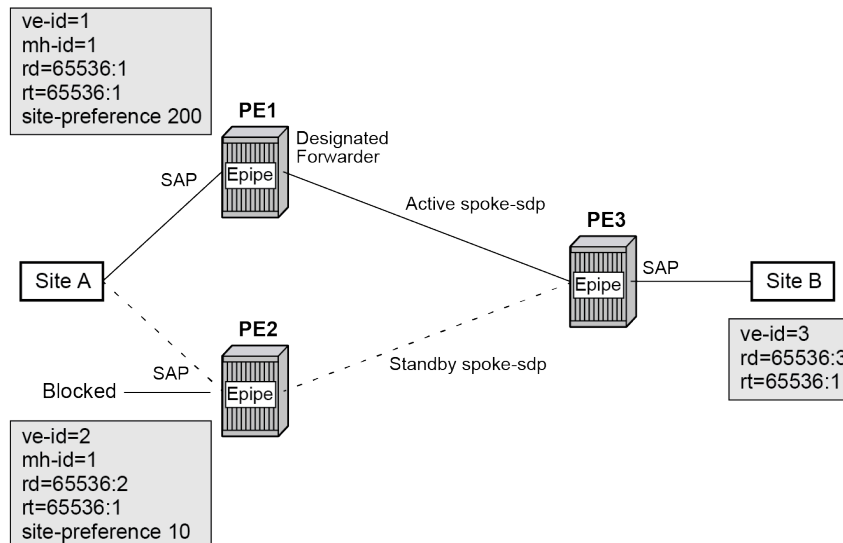 ve-id=1
mh-id=1
rd=65536:1
rt=65536:1
site-preference 200
PE1
Designated
Forwarder
Epipe
SAP
Active spoke-sdp
PE3
Epipe
SAP
Site A
Site B
PE2
SAP
Blocked
Epipe
Standby spoke-sdp
ve-id=3
rd=65536:3
rt=65536:1
ve-id=2
mh-id=1
rd=65536:2
rt=65536:1
site-preference 10